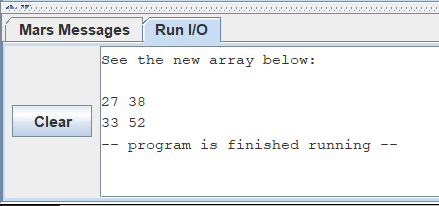 Mars Messages Run I/O
See the new array below:
27 38
Clear
33 52
-- program is finished running --